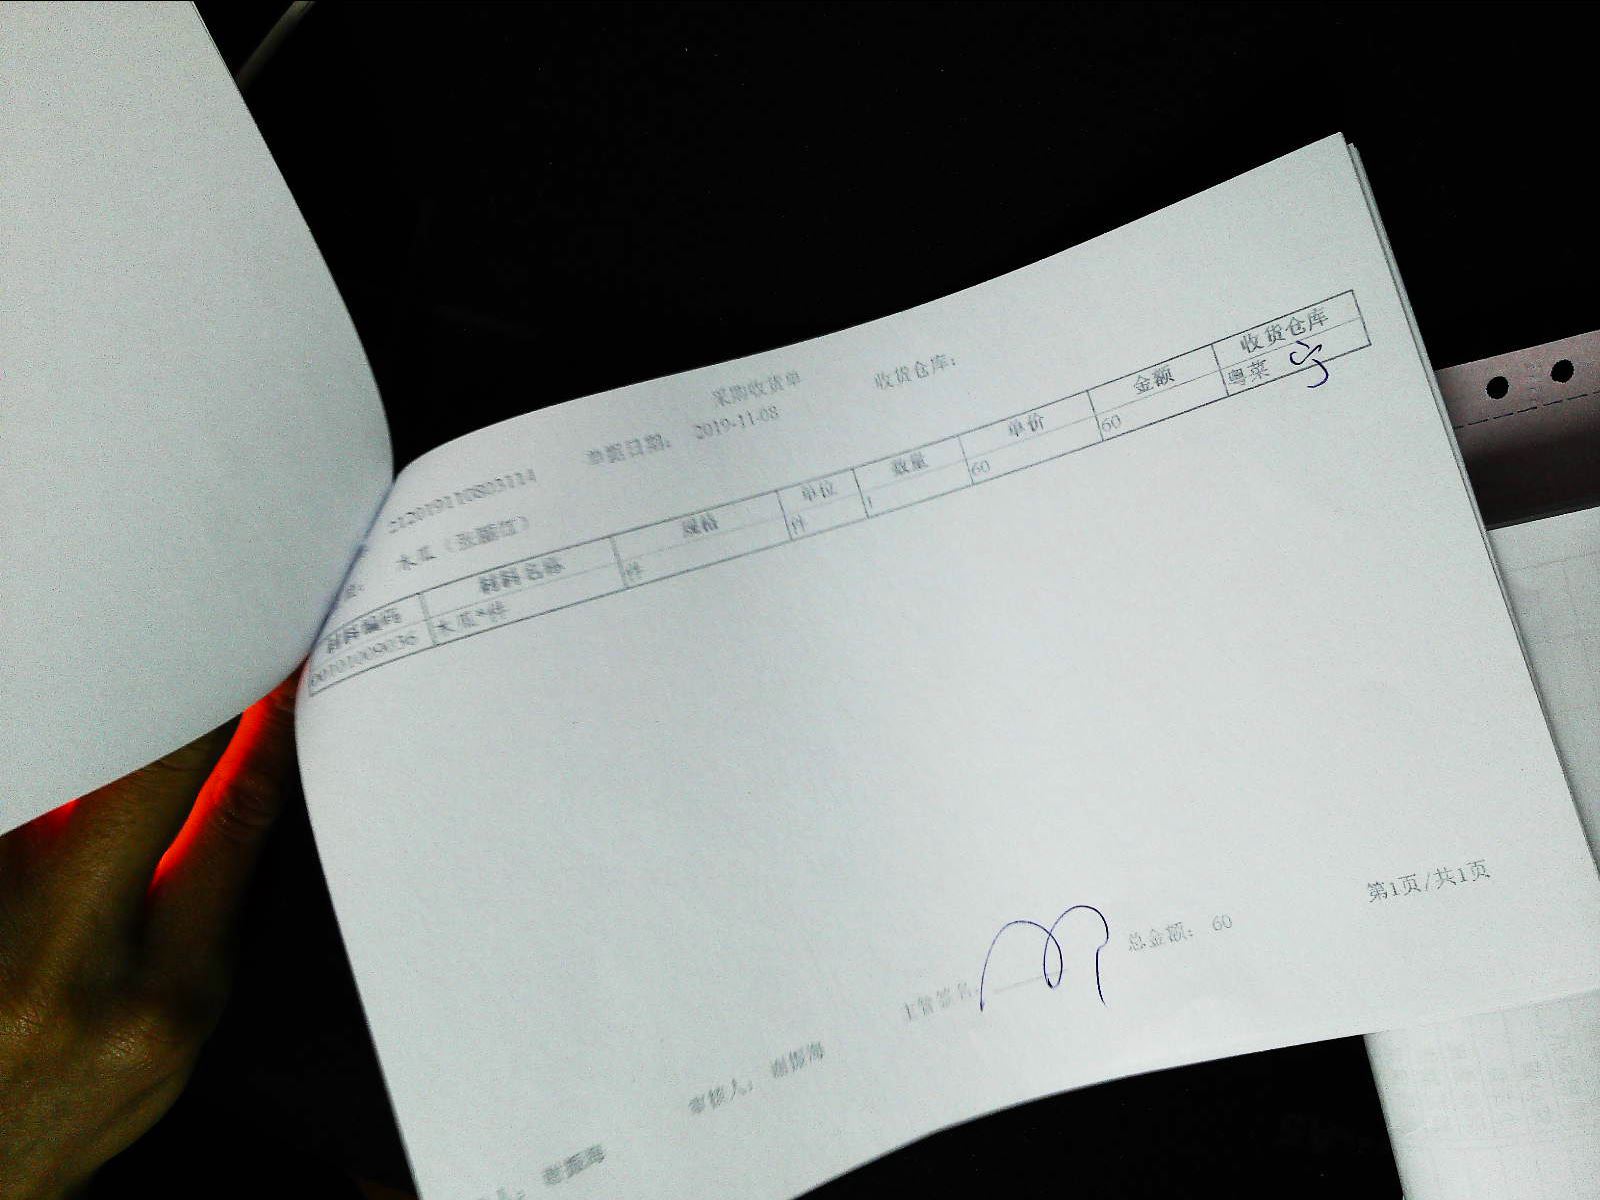 采购收货单 收货仓库:
212019110803114 单据日期: 2019-11-08
木瓜
材料编码 材料名称 规格 单位 数量 单价 金额 收货仓库
00701009036 木瓜*件 件 件 1 60 60 粤菜
主管签名: 总金额: 60 第1页/共1页
审核人: